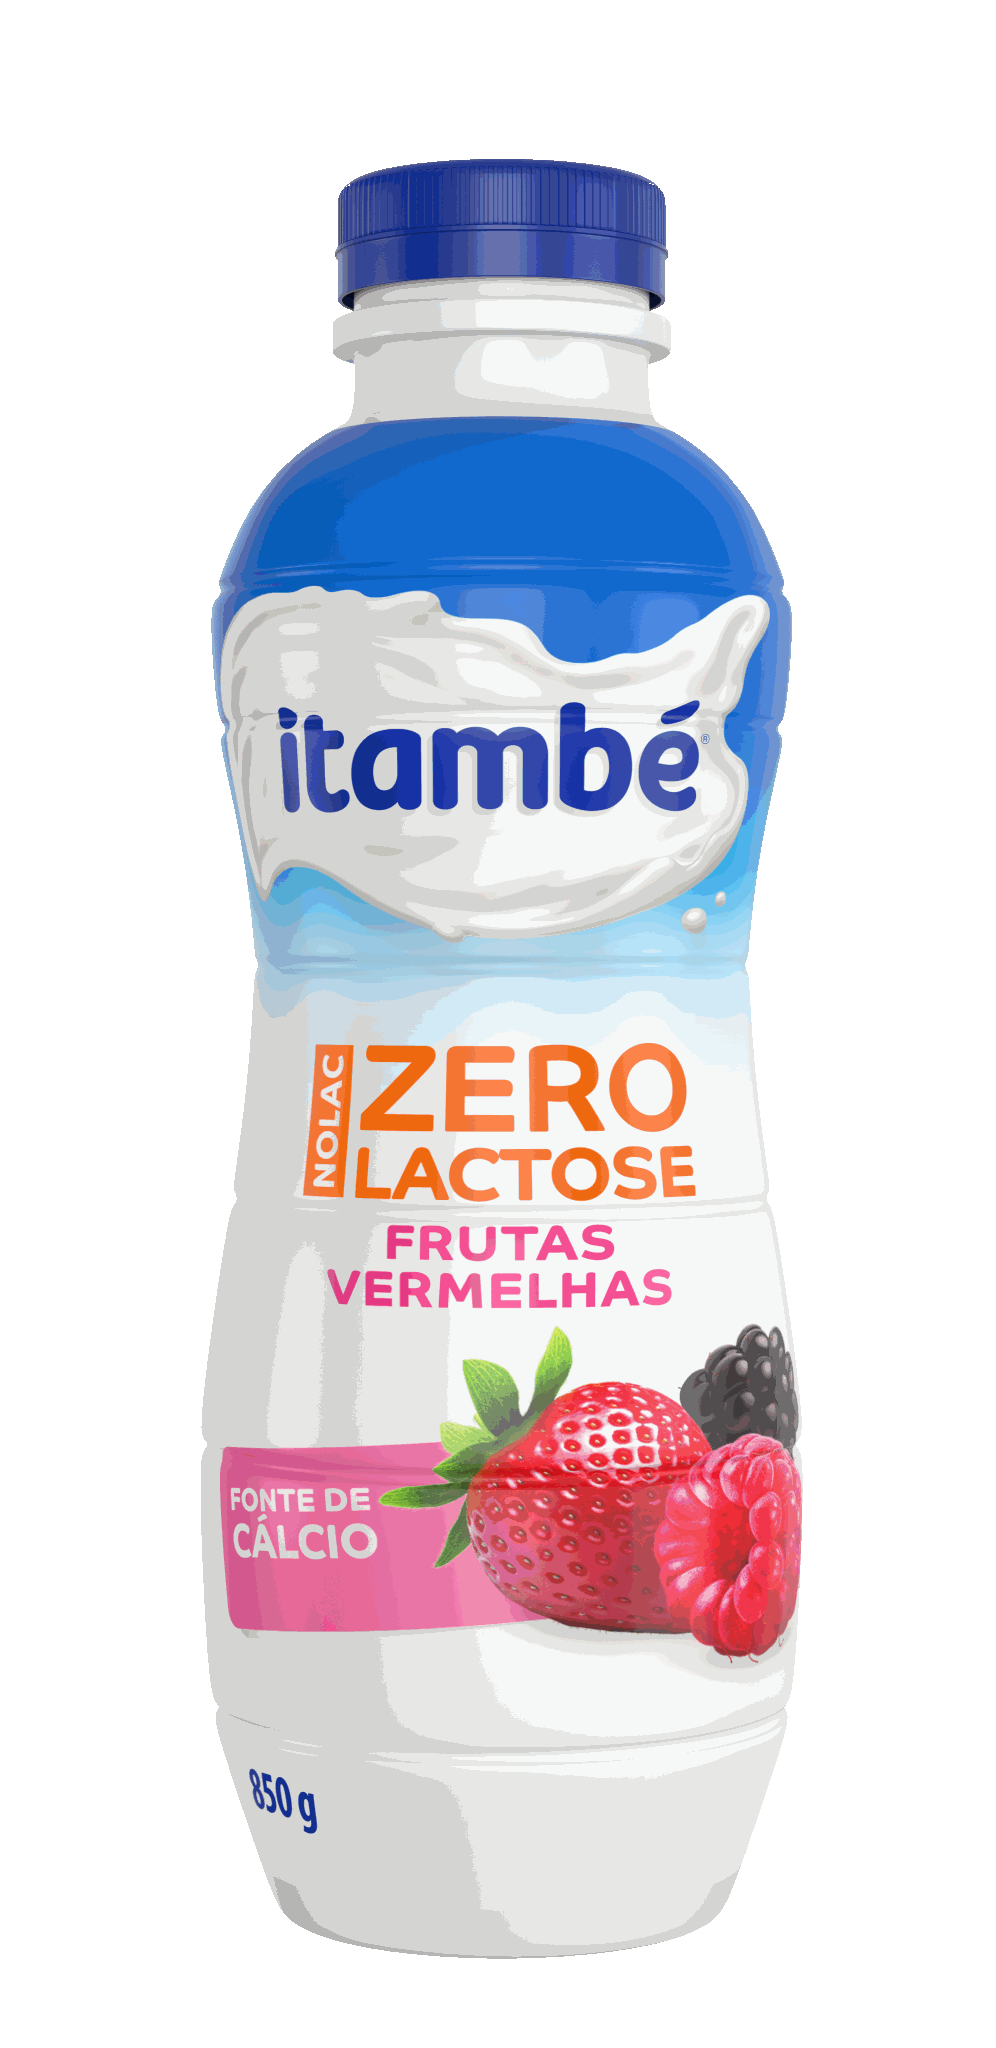 itambé®
NOLAC
ZERO
LACTOSE
FRUTAS
VERMELHAS
FONTE DE
CÁLCIO
850 g